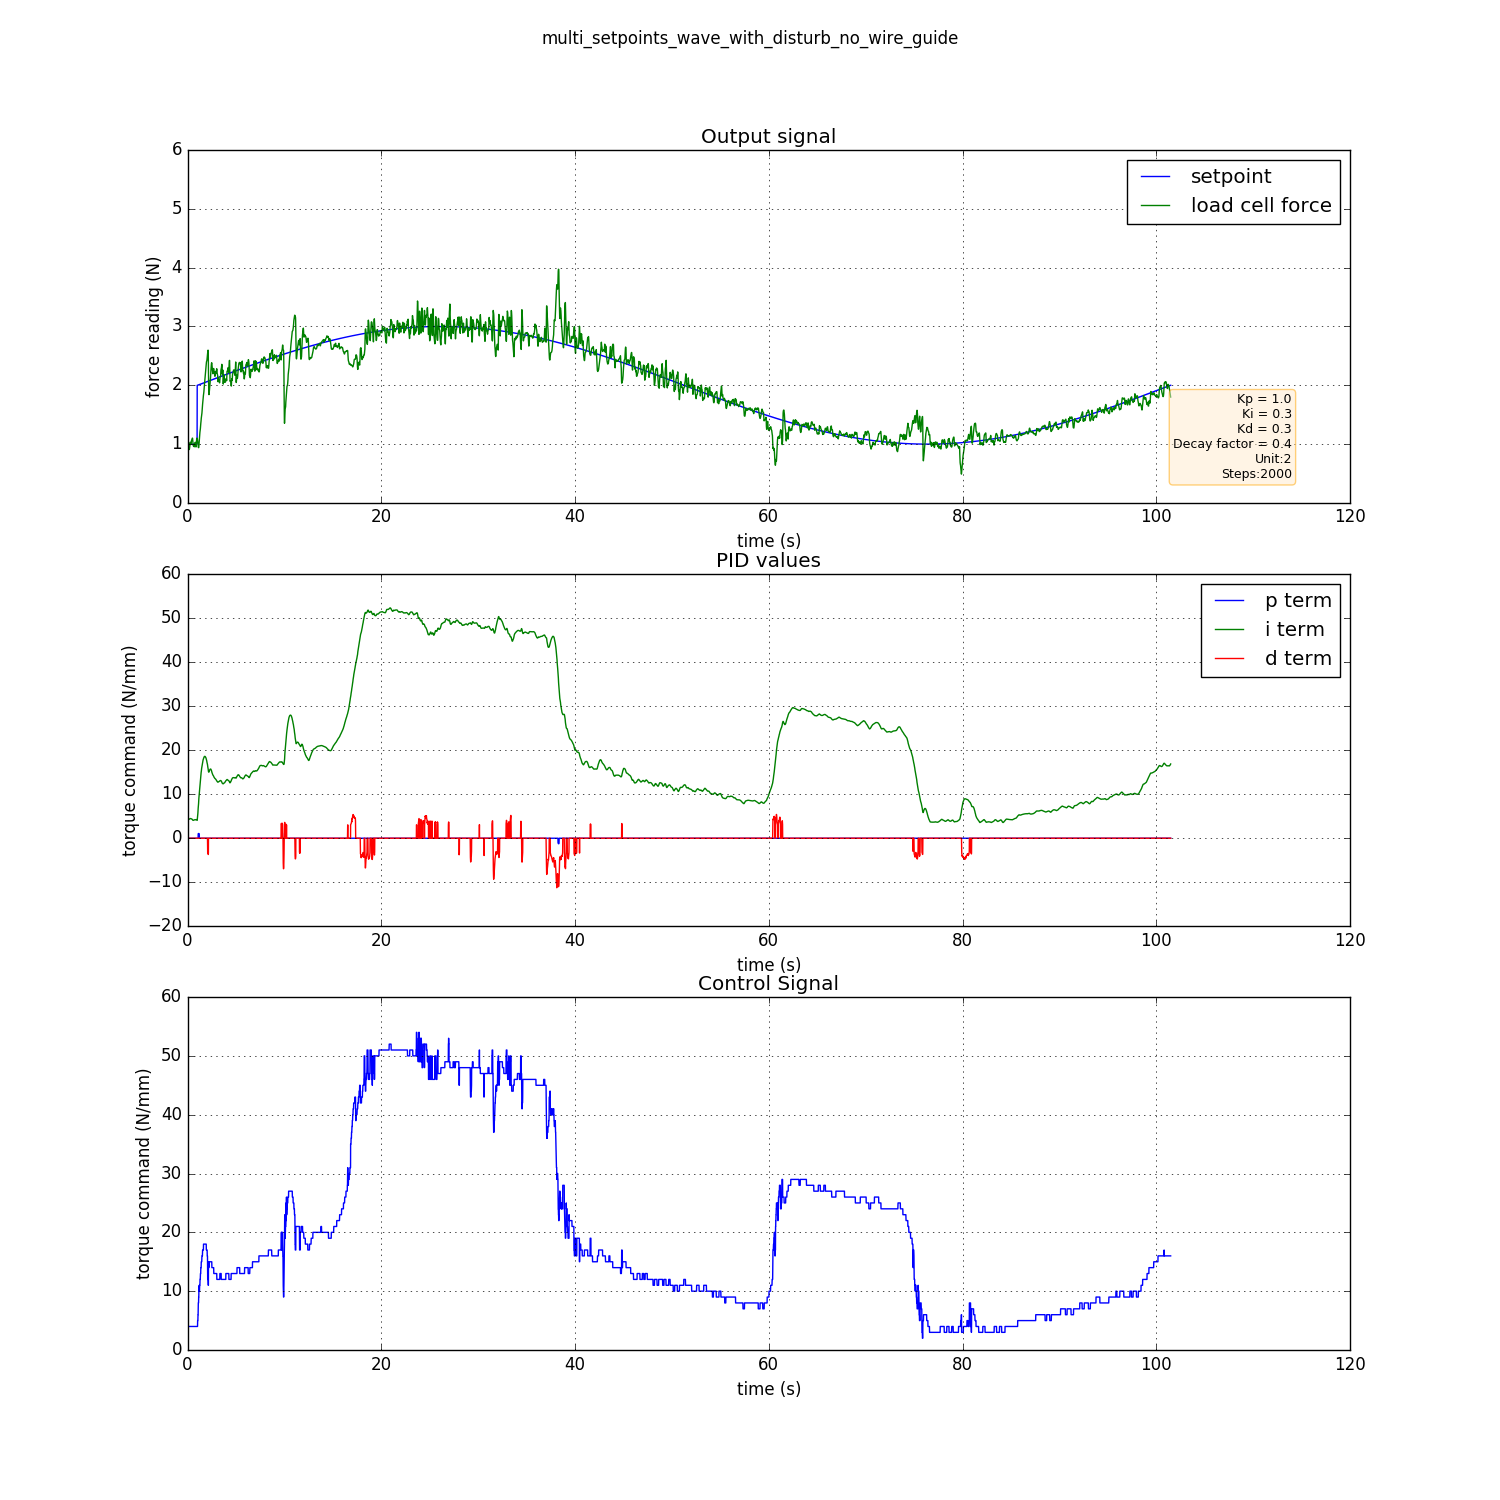 multi_setpoints_wave_with_disturb_no_wire_guide
Output signal
force reading (N)
6
5
4
3
2
1
0
setpoint
load cell force
Kp = 1.0
Ki = 0.3
Kd = 0.3
Decay factor = 0.4
Unit:2
Steps:2000
0 20 40 60 80 100 120
time (s)
PID values
torque command (N/mm)
60
50
40
30
20
10
0
−10
−20
p term
i term
d term
0 20 40 60 80 100 120
time (s)
Control Signal
torque command (N/mm)
60
50
40
30
20
10
0
0 20 40 60 80 100 120
time (s)